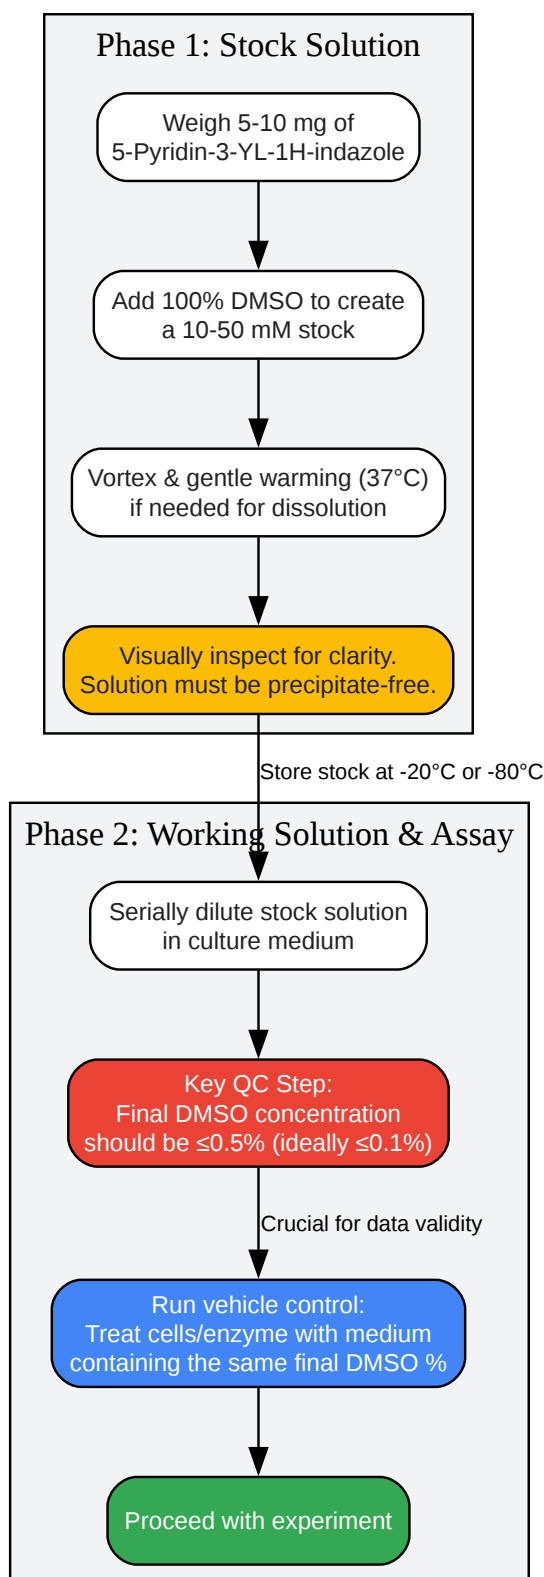 Phase 1: Stock Solution
Weigh 5-10 mg of
5-Pyridin-3-YL-1H-indazole
Add 100% DMSO to create
a 10-50 mM stock
Vortex & gentle warming (37°C)
if needed for dissolution
Visually inspect for clarity.
Solution must be precipitate-free.
Store stock at -20°C or -80°C
Phase 2: Working Solution & Assay
Serially dilute stock solution
in culture medium
Key QC Step:
Final DMSO concentration
should be ≤0.5% (ideally ≤0.1%)
Crucial for data validity
Run vehicle control:
Treat cells/enzyme with medium
containing the same final DMSO %
Proceed with experiment